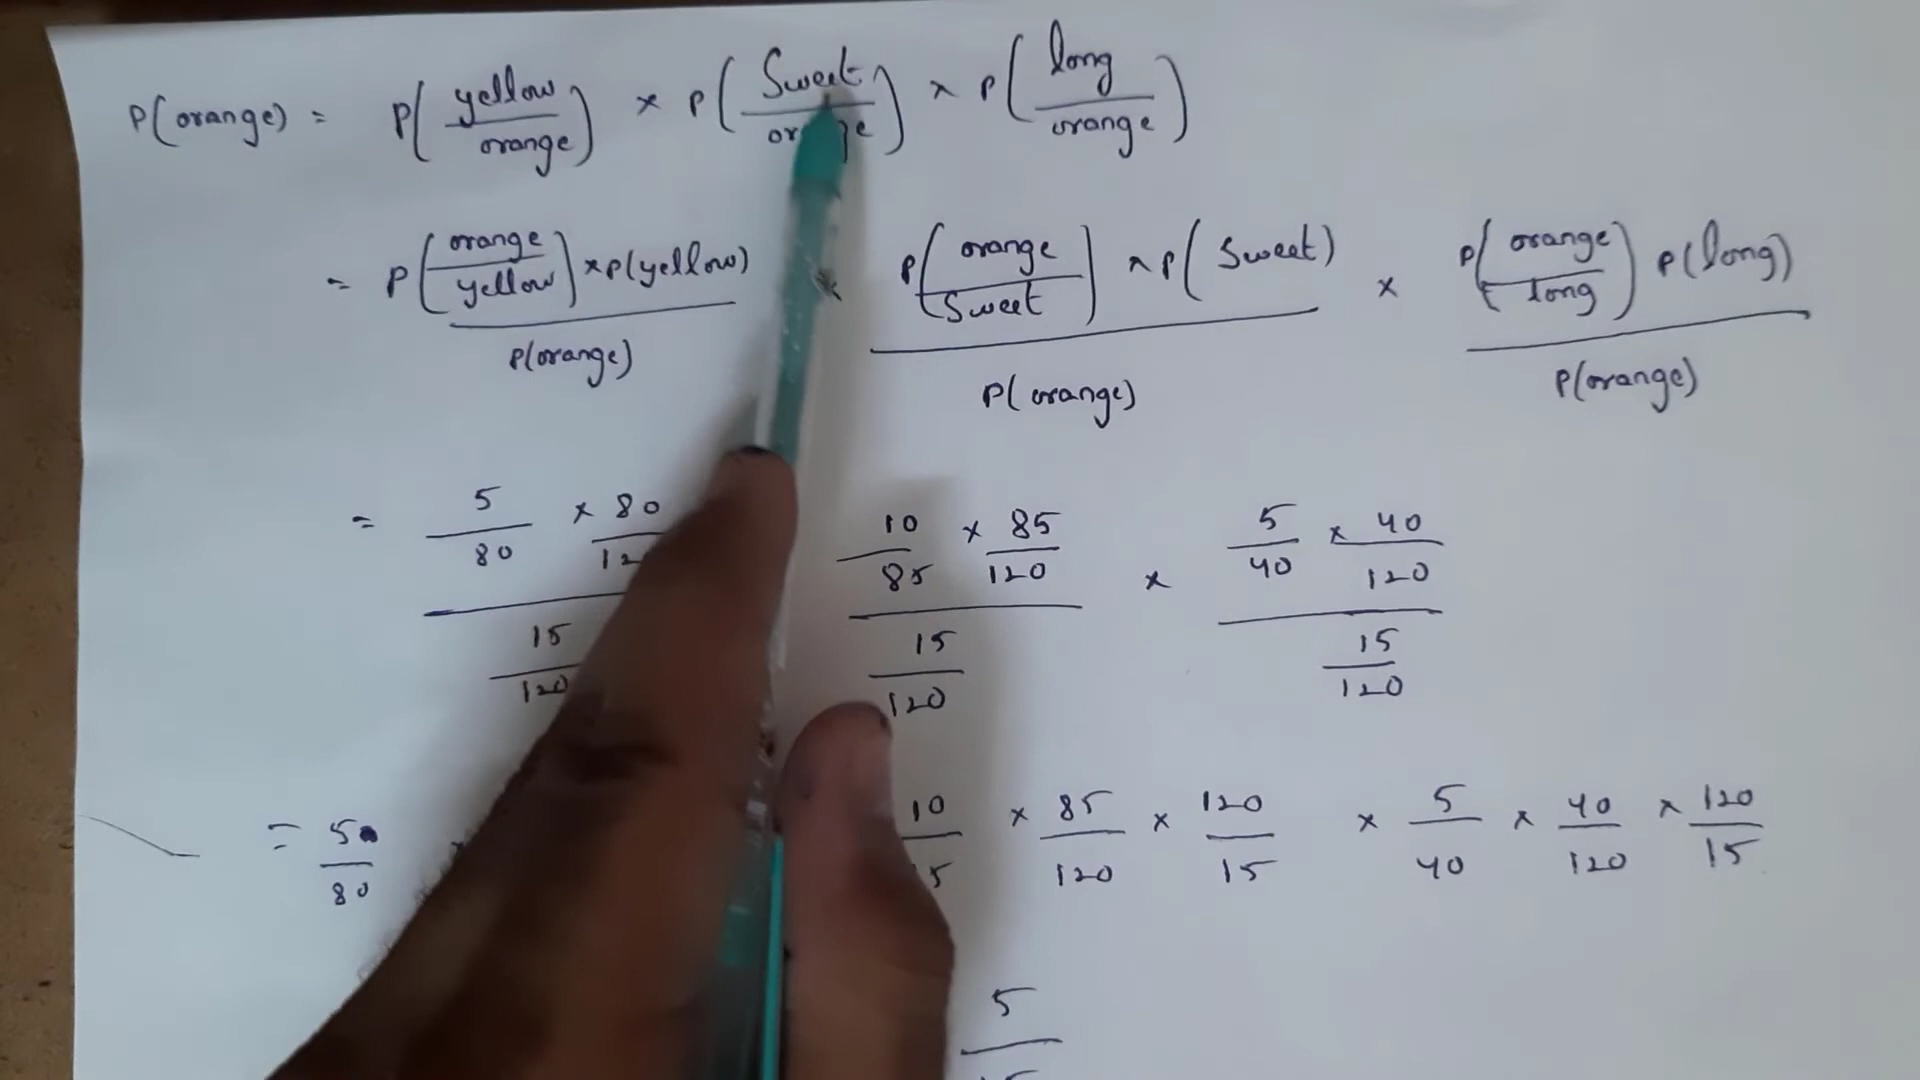 P(orange) = P(yellow/orange) × P(Sweet/orange) × P(long/orange)
= P(orange/yellow) × P(yellow) / P(orange) × P(orange/Sweet) × P(Sweet) / P(orange) × P(orange/long) P(long) / P(orange)
= 5/80 × 80/12 / 15/120 10/85 × 85/120 / 15/120 × 5/40 × 40/120 / 15/120
= 50/80 10/5 × 85/120 × 120/15 × 5/40 × 40/120 × 120/15
5